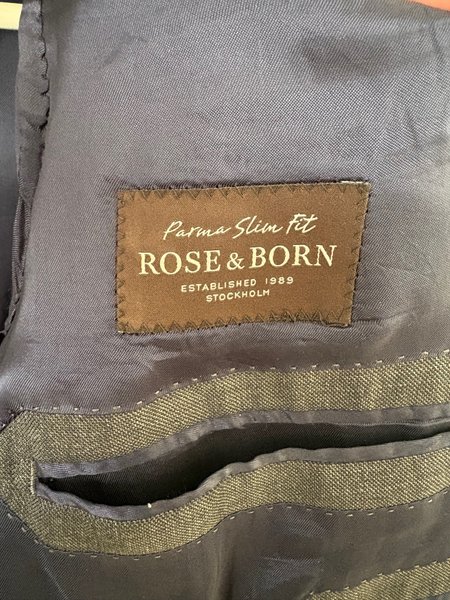 Parma Slim Fit
ROSE & BORN
ESTABLISHED 1989
STOCKHOLM